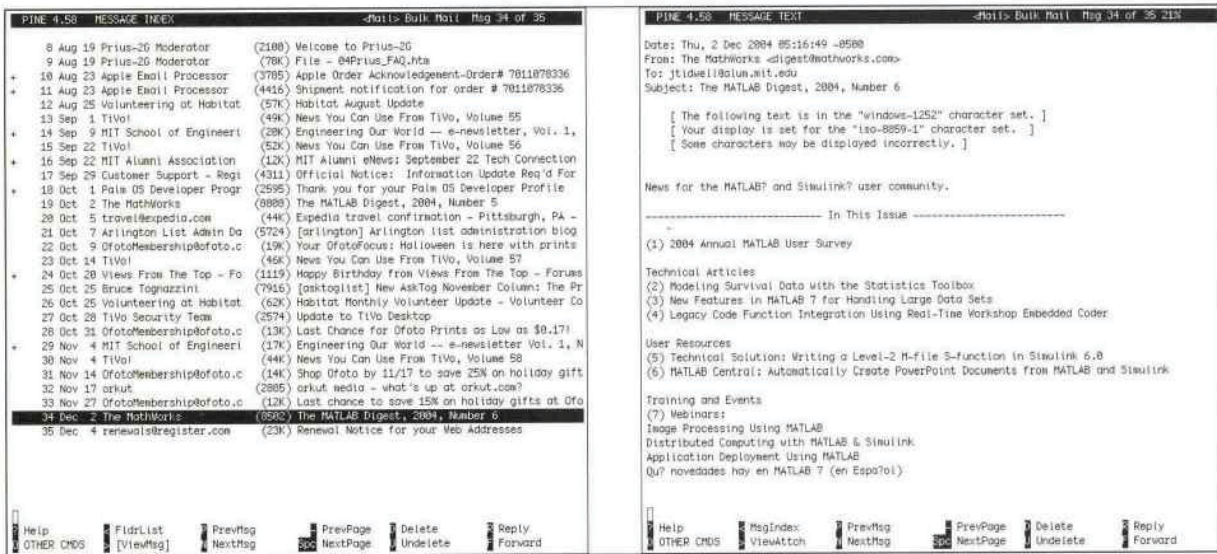 PINE 4.58 MESSAGE INDEX <Mail> Bulk Mail Msg 34 of 35
8 Aug 19 Prius-2G Moderator (2100) Welcome to Prius-2G
9 Aug 19 Prius-2G Moderator (78K) File - 04Prius_FAQ.htm
+ 10 Aug 23 Apple Email Processor (3785) Apple Order Acknowledgement-Order# 7011078336
+ 11 Aug 23 Apple Email Processor (4416) Shipment notification for order # 7011078336
12 Aug 25 Volunteering at Habitat (57K) Habitat August Update
13 Sep 1 TiVo! (49K) News You Can Use From TiVo, Volume 55
+ 14 Sep 9 MIT School of Engineeri (20K) Engineering Our World -- e-newsletter, Vol. 1,
15 Sep 22 TiVo! (52K) News You Can Use From TiVo, Volume 56
+ 16 Sep 22 MIT Alumni Association (12K) MIT Alumni eNews: September 22 Tech Connection
17 Sep 29 Customer Support - Regi (4311) Official Notice: Information Update Req'd For
+ 18 Oct 1 Palm OS Developer Progr (2595) Thank you for your Palm OS Developer Profile
19 Oct 2 The MathWorks (8808) The MATLAB Digest, 2004, Number 5
20 Oct 5 travel@expedia.com (44K) Expedia travel confirmation - Pittsburgh, PA -
21 Oct 7 Arlington List Admin Da (5724) [arlington] Arlington list administration blog
22 Oct 9 OfotoMembership@ofoto.c (19K) Your OfotoFocus: Halloween is here with prints
23 Oct 14 TiVo! (46K) News You Can Use From TiVo, Volume 57
+ 24 Oct 20 Views From The Top - Fo (1119) Happy Birthday from Views From The Top - Forums
25 Oct 25 Bruce Tognazzini (7916) [asktoglist] New AskTog November Column: The Pr
26 Oct 25 Volunteering at Habitat (62K) Habitat Monthly Volunteer Update - Volunteer Co
27 Oct 28 TiVo Security Team (2574) Update to TiVo Desktop
28 Oct 31 OfotoMembership@ofoto.c (13K) Last Chance for Ofoto Prints as Low as $0.17!
+ 29 Nov 4 MIT School of Engineeri (17K) Engineering Our World -- e-newsletter Vol. 1, N
30 Nov 4 TiVo! (44K) News You Can Use From TiVo, Volume 58
31 Nov 14 OfotoMembership@ofoto.c (14K) Shop Ofoto by 11/17 to save 25% on holiday gift
32 Nov 17 orkut (2885) orkut media - what's up at orkut.com?
33 Nov 27 OfotoMembership@ofoto.c (12K) Last chance to save 15% on holiday gifts at Ofo
34 Dec 2 The MathWorks (8502) The MATLAB Digest, 2004, Number 6
35 Dec 4 renewals@register.com (23K) Renewal Notice for your Web Addresses
? Help < FldrList P PrevMsg - PrevPage D Delete R Reply
O OTHER CMDS > [ViewMsg] N NextMsg Spc NextPage U Undelete F Forward
PINE 4.58 MESSAGE TEXT <Mail> Bulk Mail Msg 34 of 35 21%
Date: Thu, 2 Dec 2004 05:16:49 -0500
From: The MathWorks <digest@mathworks.com>
To: jtidwell@alum.mit.edu
Subject: The MATLAB Digest, 2004, Number 6
[ The following text is in the "windows-1252" character set. ]
[ Your display is set for the "iso-8859-1" character set. ]
[ Some characters may be displayed incorrectly. ]
News for the MATLAB? and Simulink? user community.
---------------------------- In This Issue ------------------------
(1) 2004 Annual MATLAB User Survey
Technical Articles
(2) Modeling Survival Data with the Statistics Toolbox
(3) New Features in MATLAB 7 for Handling Large Data Sets
(4) Legacy Code Function Integration Using Real-Time Workshop Embedded Coder
User Resources
(5) Technical Solution: Writing a Level-2 M-file S-function in Simulink 6.0
(6) MATLAB Central: Automatically Create PowerPoint Documents from MATLAB and Simulink
Training and Events
(7) Webinars:
Image Processing Using MATLAB
Distributed Computing with MATLAB & Simulink
Application Deployment Using MATLAB
Qu? novedades hay en MATLAB 7 (en Espa?ol)
? Help < MsgIndex P PrevMsg - PrevPage D Delete R Reply
O OTHER CMDS > ViewAttch N NextMsg Spc NextPage U Undelete F Forward